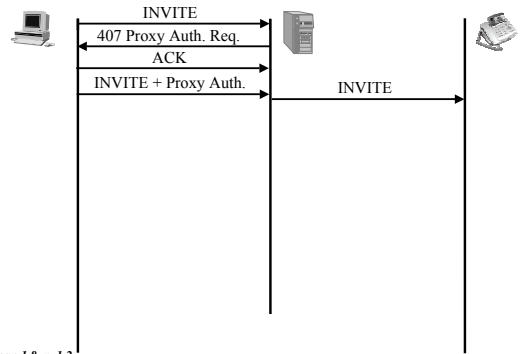 INVITE
407 Proxy Auth. Req.
ACK
INVITE + Proxy Auth.
INVITE